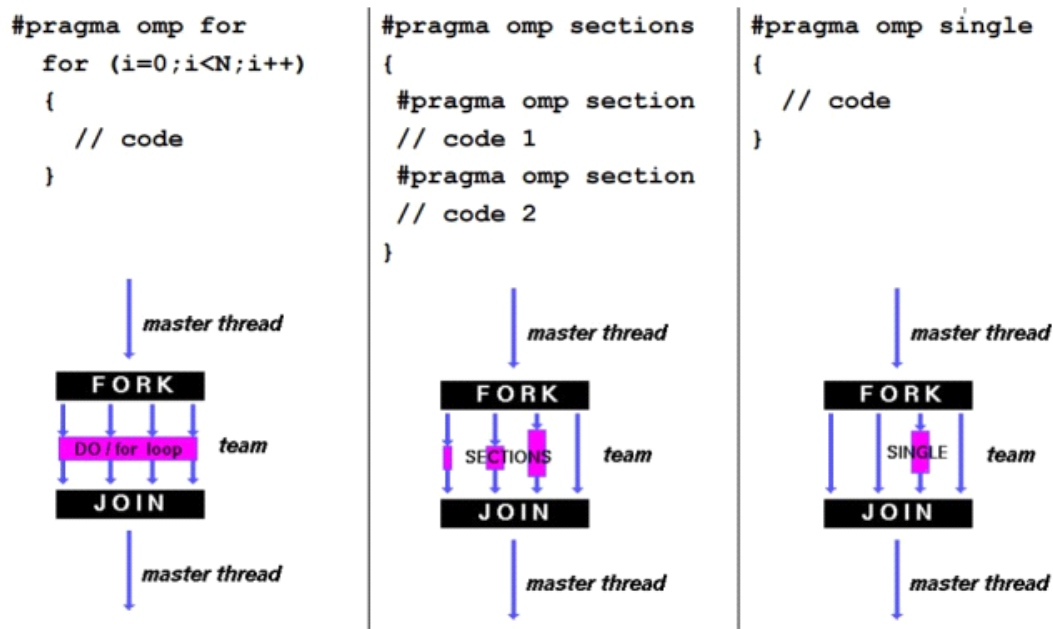 #pragma omp for
for (i=0;i<N;i++)
{
// code
}
master thread
FORK
DO / for loop
team
JOIN
master thread
#pragma omp sections
{
#pragma omp section
// code 1
#pragma omp section
// code 2
}
master thread
FORK
SECTIONS
team
JOIN
master thread
#pragma omp single
{
// code
}
master thread
FORK
SINGLE
team
JOIN
master thread